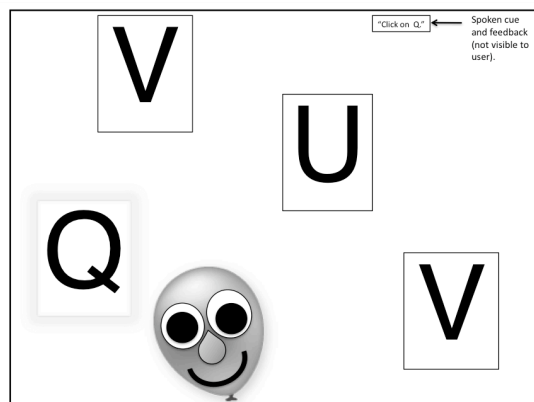 V
"Click on Q."
Spoken cue
and feedback
(not visible to
user).
U
Q
V